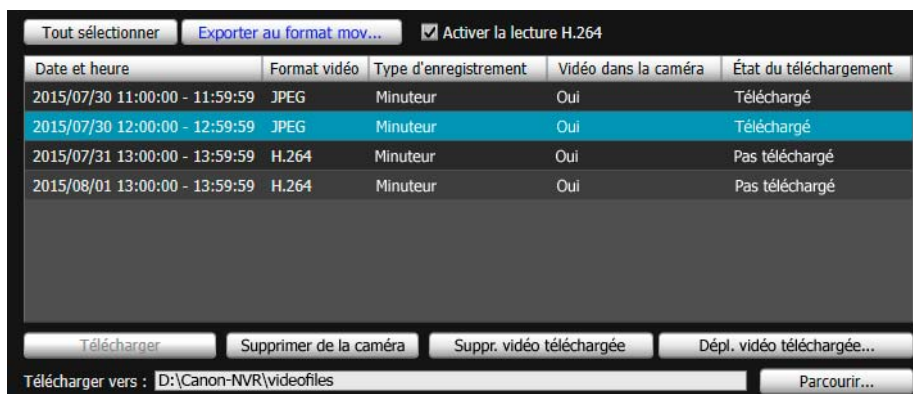 Tout sélectionner Exporter au format mov... Activer la lecture H.264
Date et heure Format vidéo Type d'enregistrement Vidéo dans la caméra État du téléchargement
2015/07/30 11:00:00 - 11:59:59 JPEG Minuteur Oui Téléchargé
2015/07/30 12:00:00 - 12:59:59 JPEG Minuteur Oui Téléchargé
2015/07/31 13:00:00 - 13:59:59 H.264 Minuteur Oui Pas téléchargé
2015/08/01 13:00:00 - 13:59:59 H.264 Minuteur Oui Pas téléchargé
Télécharger Supprimer de la caméra Suppr. vidéo téléchargée Dépl. vidéo téléchargée...
Télécharger vers : D:\Canon-NVR\videofiles Parcourir...